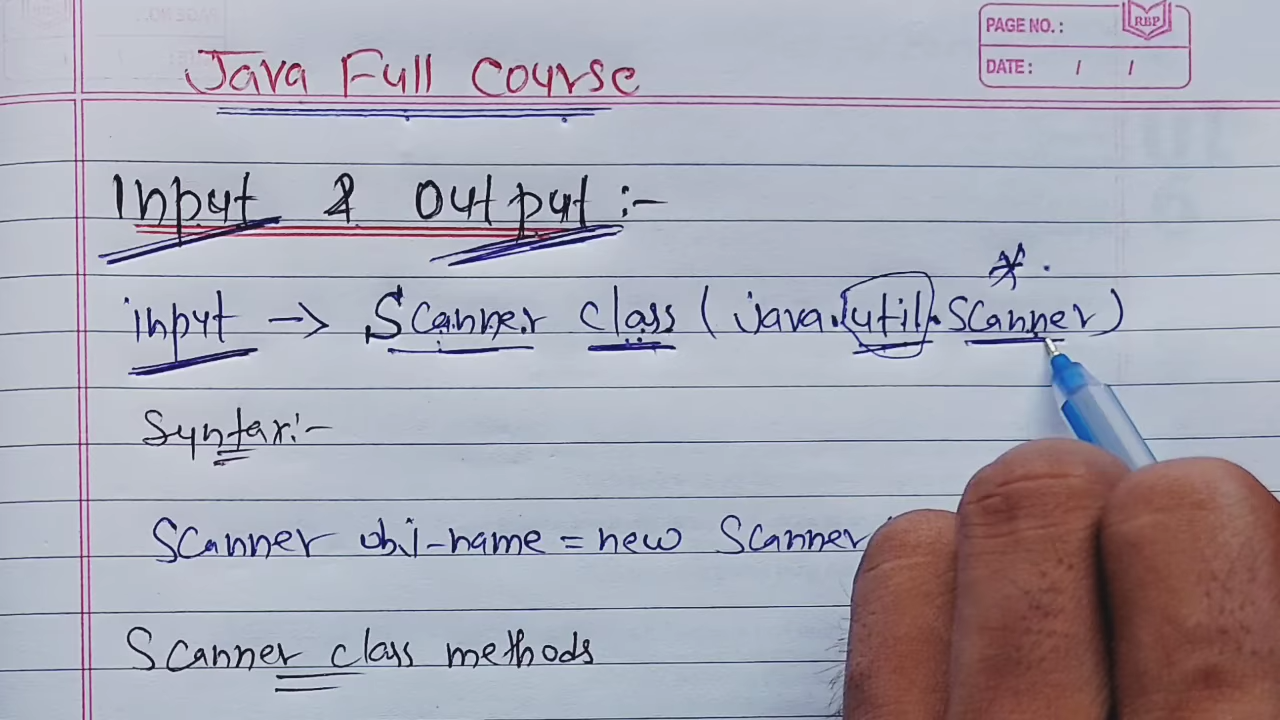 PAGE NO.:
RBP
DATE: / /
Java Full Course
Input & Output :-
*.
input -> Scanner class (java.util.Scanner)
Syntax:-
Scanner obj-name = new Scanner
Scanner class methods